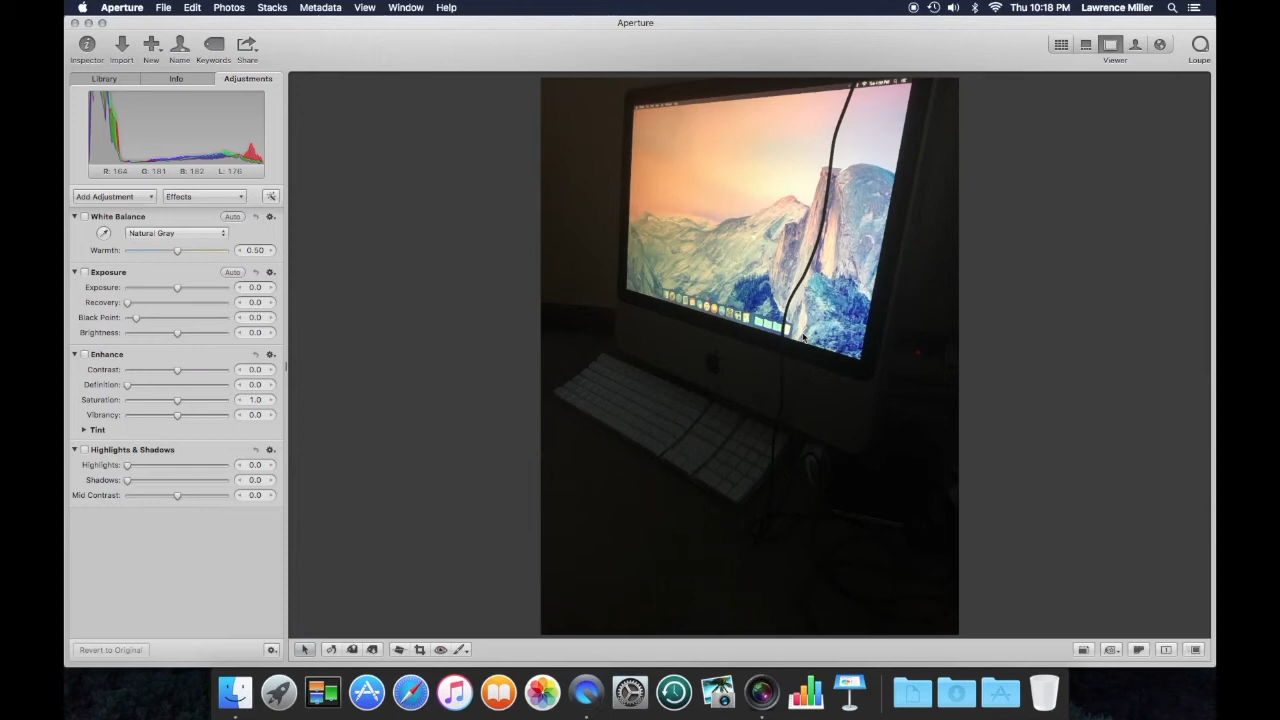 Aperture File Edit Photos Stacks Metadata View Window Help Thu 10:18 PM Lawrence Miller
Aperture
Inspector Import New Name Keywords Share Viewer Loupe
Library Info Adjustments
R: 164 G: 181 B: 182 L: 176
Add Adjustment Effects
White Balance Auto
Natural Gray
Warmth: 0.50
Exposure Auto
Exposure: 0.0
Recovery: 0.0
Black Point: 0.0
Brightness: 0.0
Enhance
Contrast: 0.0
Definition: 0.0
Saturation: 1.0
Vibrancy: 0.0
Tint
Highlights & Shadows
Highlights: 0.0
Shadows: 0.0
Mid Contrast: 0.0
Revert to Original